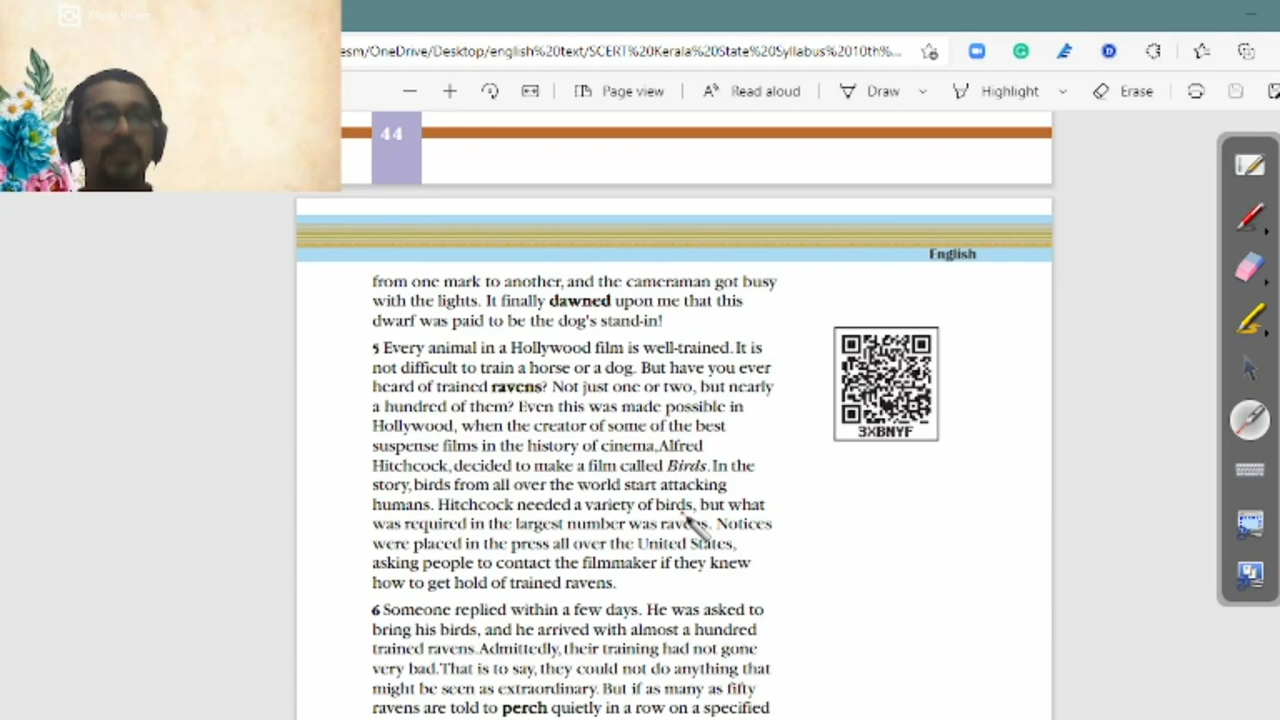 esm/OneDrive/Desktop/english%20text/SCERT%20Kerala%20State%20Syllabus%2010th%...
Page view
Read aloud
Draw
Highlight
Erase
44
English
from one mark to another, and the cameraman got busy
with the lights. It finally dawned upon me that this
dwarf was paid to be the dog's stand-in!
5 Every animal in a Hollywood film is well-trained. It is
not difficult to train a horse or a dog. But have you ever
heard of trained ravens? Not just one or two, but nearly
a hundred of them? Even this was made possible in
Hollywood, when the creator of some of the best
suspense films in the history of cinema,Alfred
Hitchcock, decided to make a film called Birds. In the
story, birds from all over the world start attacking
humans. Hitchcock needed a variety of birds, but what
was required in the largest number was ravens. Notices
were placed in the press all over the United States,
asking people to contact the filmmaker if they knew
how to get hold of trained ravens.
3XBNYF
6 Someone replied within a few days. He was asked to
bring his birds, and he arrived with almost a hundred
trained ravens. Admittedly, their training had not gone
very bad. That is to say, they could not do anything that
might be seen as extraordinary. But if as many as fifty
ravens are told to perch quietly in a row on a specified